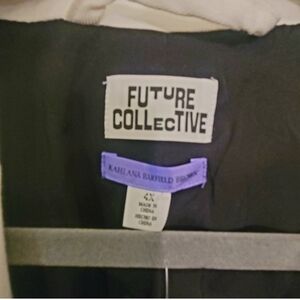 FUTURE
COLLECTIVE
KAHLANA BARFIELD BROWN
4X
MADE IN
CHINA
HECHO EN
CHINA